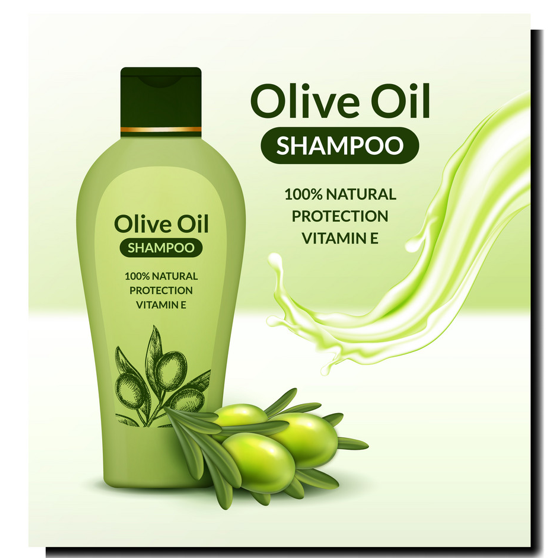 Olive Oil
SHAMPOO
100% NATURAL
PROTECTION
VITAMIN E
Olive Oil
SHAMPOO
100% NATURAL
PROTECTION
VITAMIN E